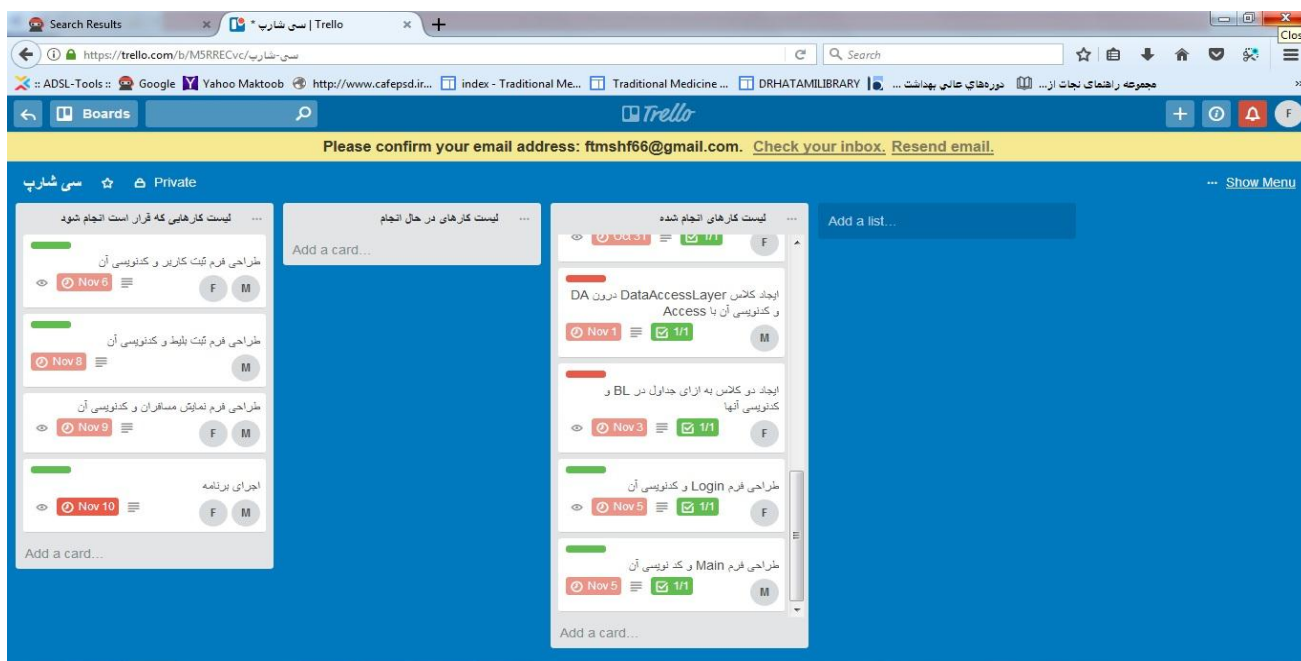 Search Results
سی شارپ * | Trello
Clos
https://trello.com/b/M5RRECvc/سی-شارپ
Search
:: ADSL-Tools ::
Google
Yahoo Maktoob
http://www.cafepsd.ir...
index - Traditional Me...
Traditional Medicine ...
DRHATAMILIBRARY
دوره‌های عالی بهداشت ...
مجموعه راهنمای نجات از...
Boards
Trello
F
Please confirm your email address: ftmshf66@gmail.com. Check your inbox. Resend email.
سی شارپ
Private
... Show Menu
لیست کارهایی که قرار است انجام شود
طراحی فرم ثبت کاربر و کدنویسی آن
Nov 6
F M
طراحی فرم ثبت بلیط و کدنویسی آن
Nov 8
M
طراحی فرم نمایش مسافران و کدنویسی آن
Nov 9
F M
اجرای برنامه
Nov 10
F M
Add a card...
لیست کارهای در حال انجام
Add a card...
لیست کارهای انجام شده
Oct 31 1/1
F
ایجاد کلاس DataAccessLayer درون DA
و کدنویسی آن با Access
Nov 1 1/1
M
ایجاد دو کلاس به ازای جداول در BL و
کدنویسی آنها
Nov 3 1/1
F
طراحی فرم Login و کدنویسی آن
Nov 5 1/1
F
طراحی فرم Main و کد نویسی آن
Nov 5 1/1
M
Add a card...
Add a list...